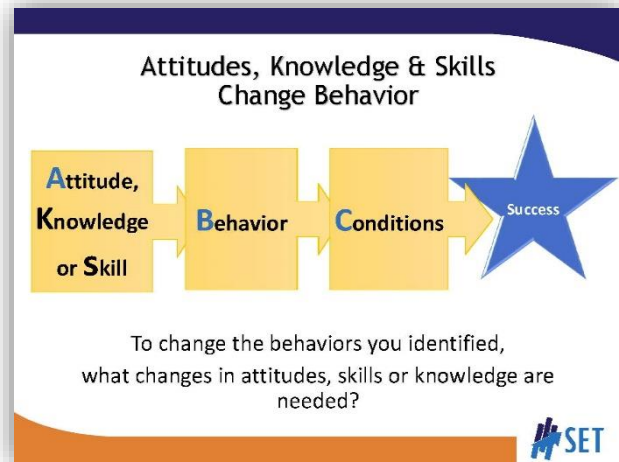 Attitudes, Knowledge & Skills
Change Behavior
Attitude,
Knowledge
or Skill
Behavior
Conditions
Success
To change the behaviors you identified,
what changes in attitudes, skills or knowledge are
needed?
SET